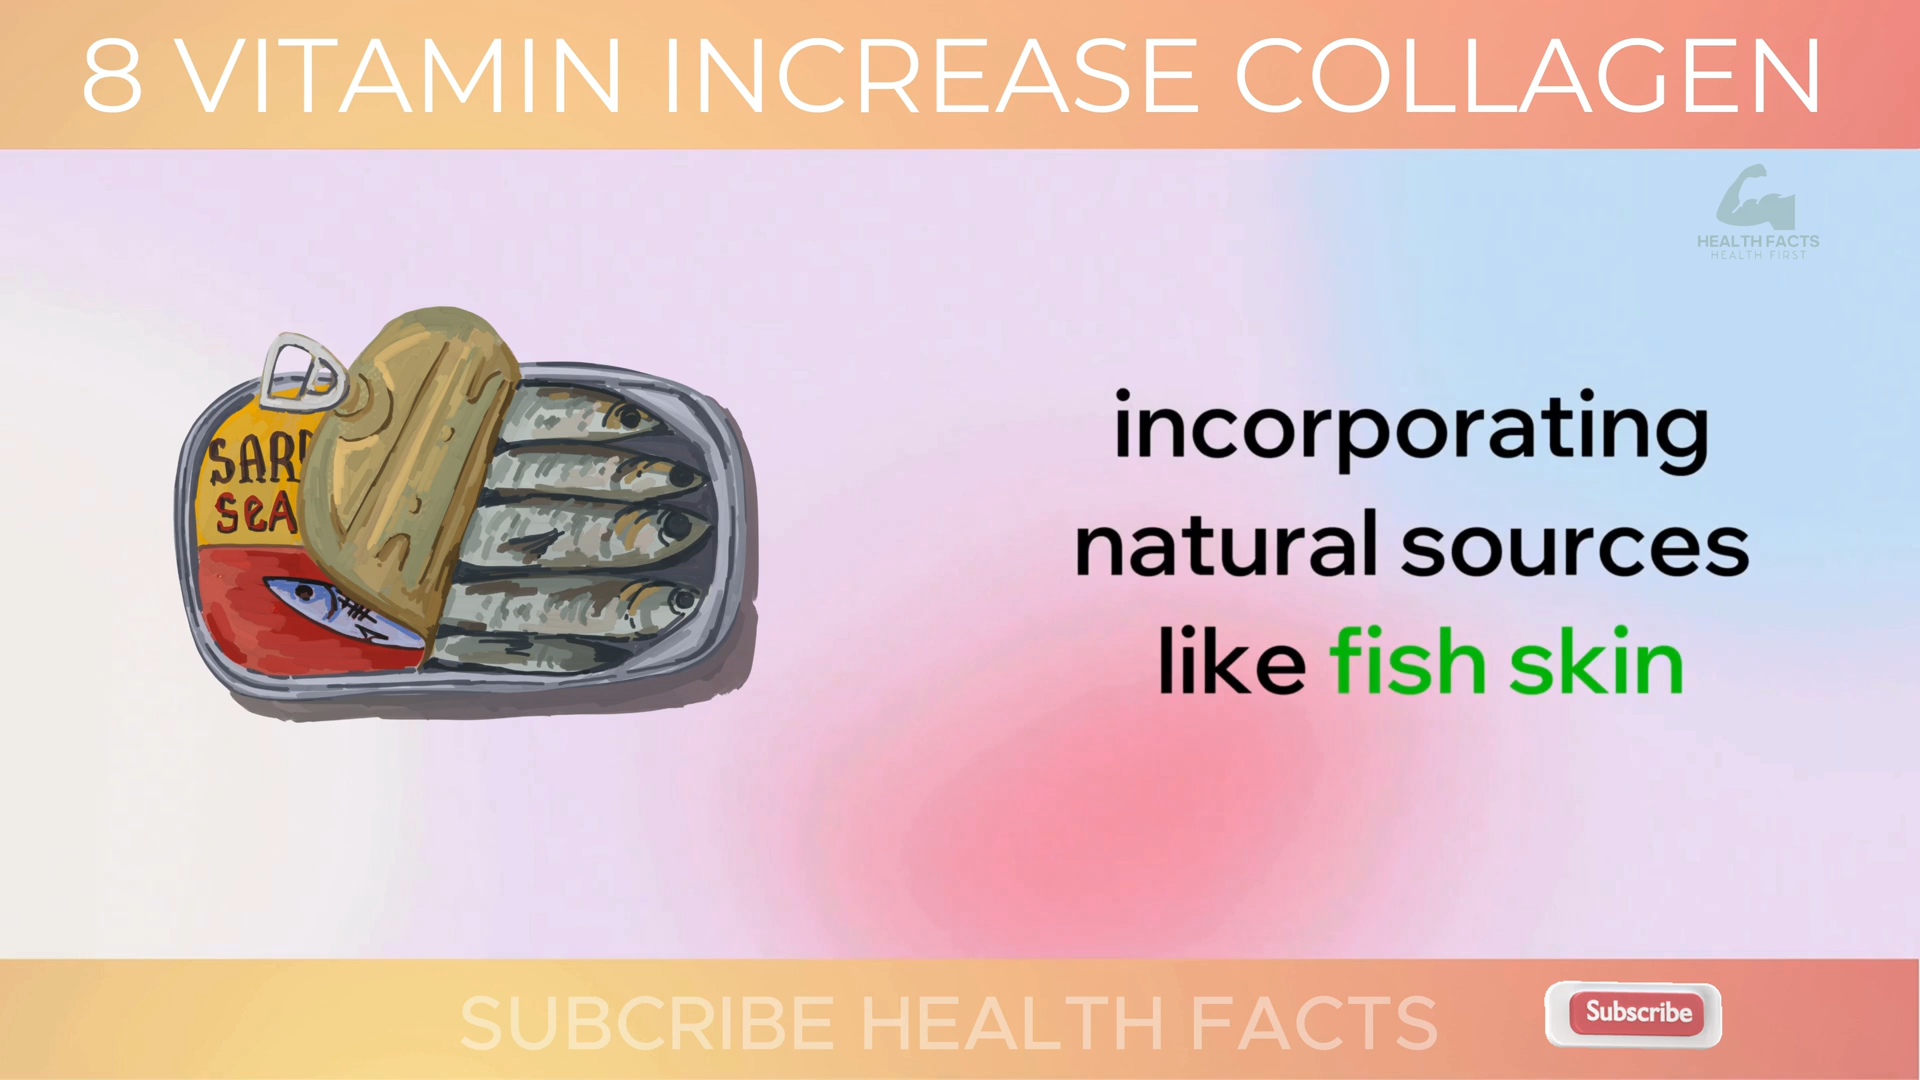 8 VITAMIN INCREASE COLLAGEN
HEALTH FACTS
HEALTH FIRST
SARD
SEA
incorporating
natural sources
like fish skin
SUBCRIBE HEALTH FACTS
Subscribe